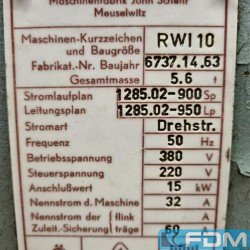 Maschinenfabrik John Schehr
Meuselwitz
Maschinen-Kurzzeichen und Baugröße RWI 10
Fabrikat.-Nr. Baujahr 6737.14.63
Gesamtmasse 5.6 t
Stromlaufplan 1285.02-900 Sp
Leitungsplan 1285.02-950 Lp
Stromart Drehstr.
Frequenz 50 Hz
Betriebsspannung 380 V
Steuerspannung 220 V
Anschlußwert 15 kW
Nennstrom d. Maschine 32 A
Nennstrom der flink A
Zuleit.-Sicherung träge 60
FDM